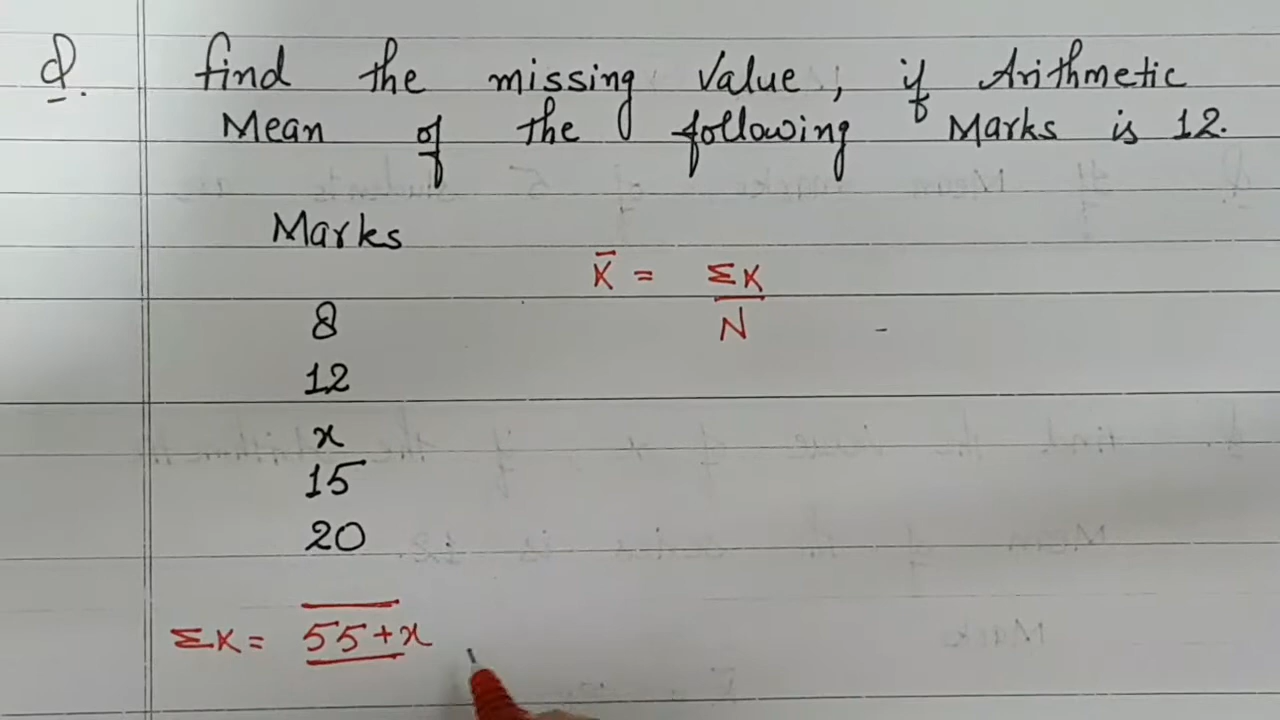 Q. find the missing Value, if Arithmetic
Mean of the following Marks is 12.
Marks
X̄ = ΣX
N
8
12
x
15
20
ΣX = 55+x